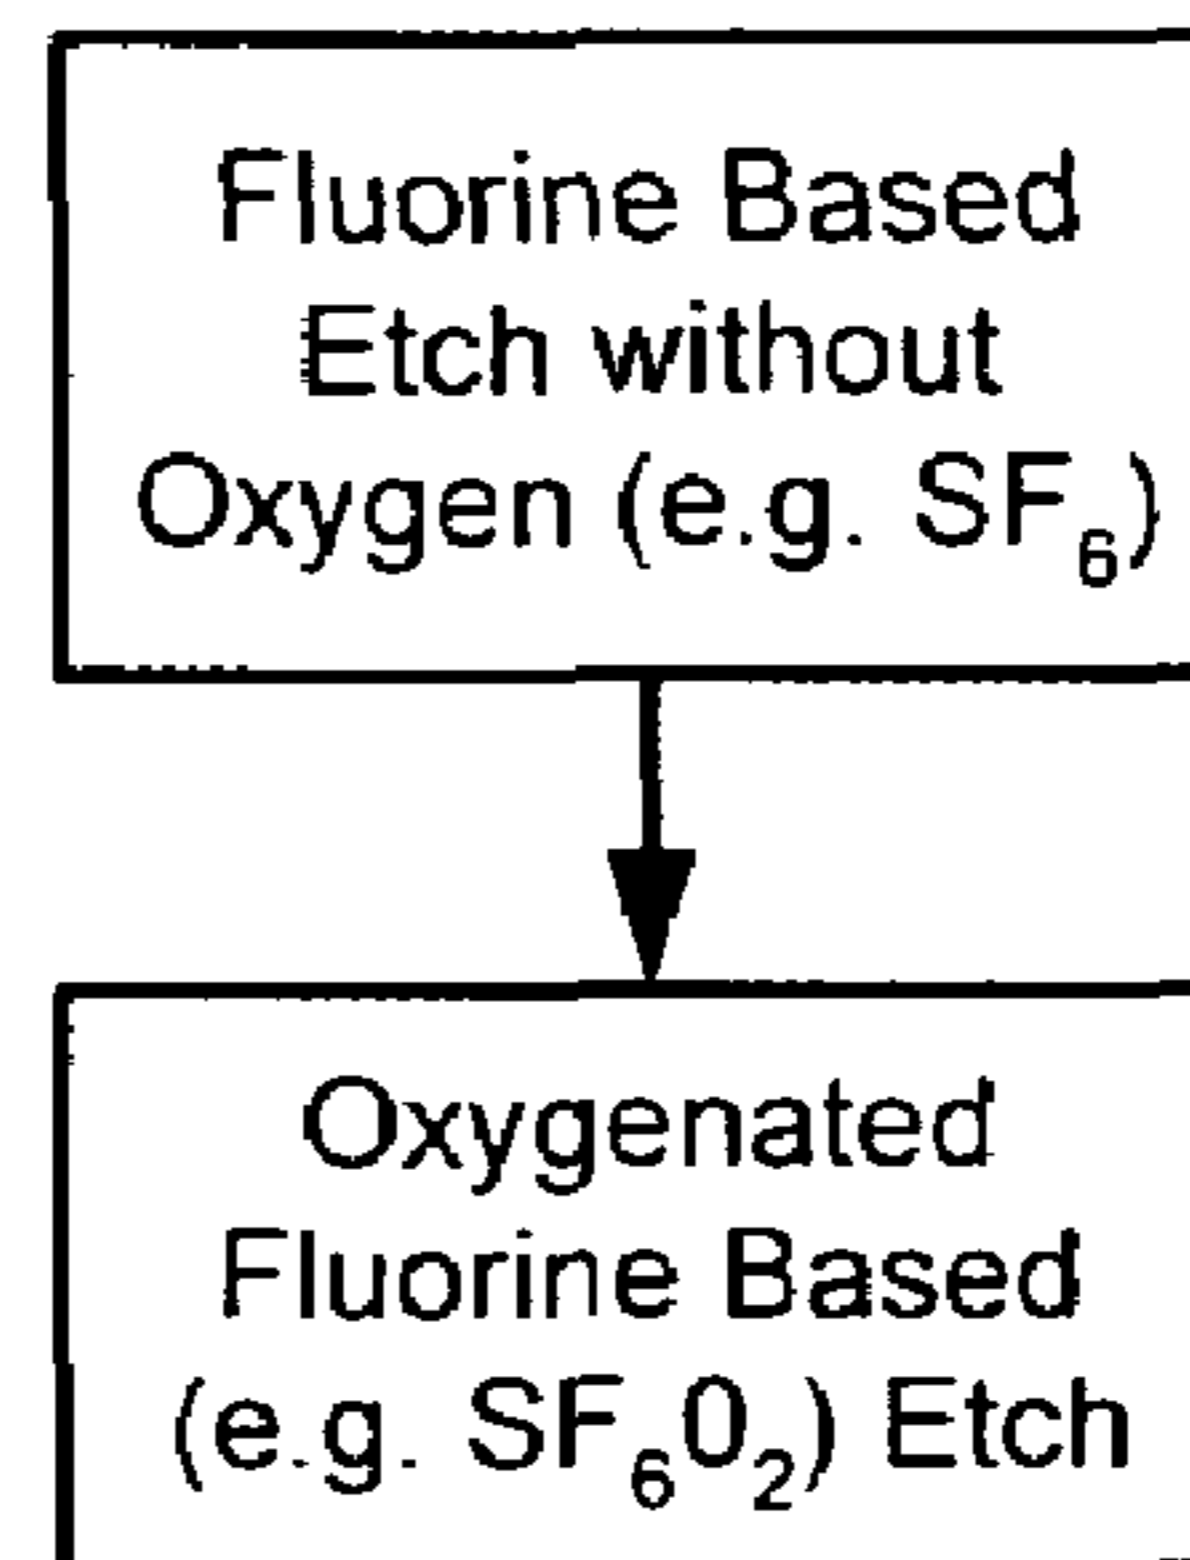 Fluorine Based
Etch without
Oxygen (e.g. SF₆)
Oxygenated
Fluorine Based
(e.g. SF₆0₂) Etch